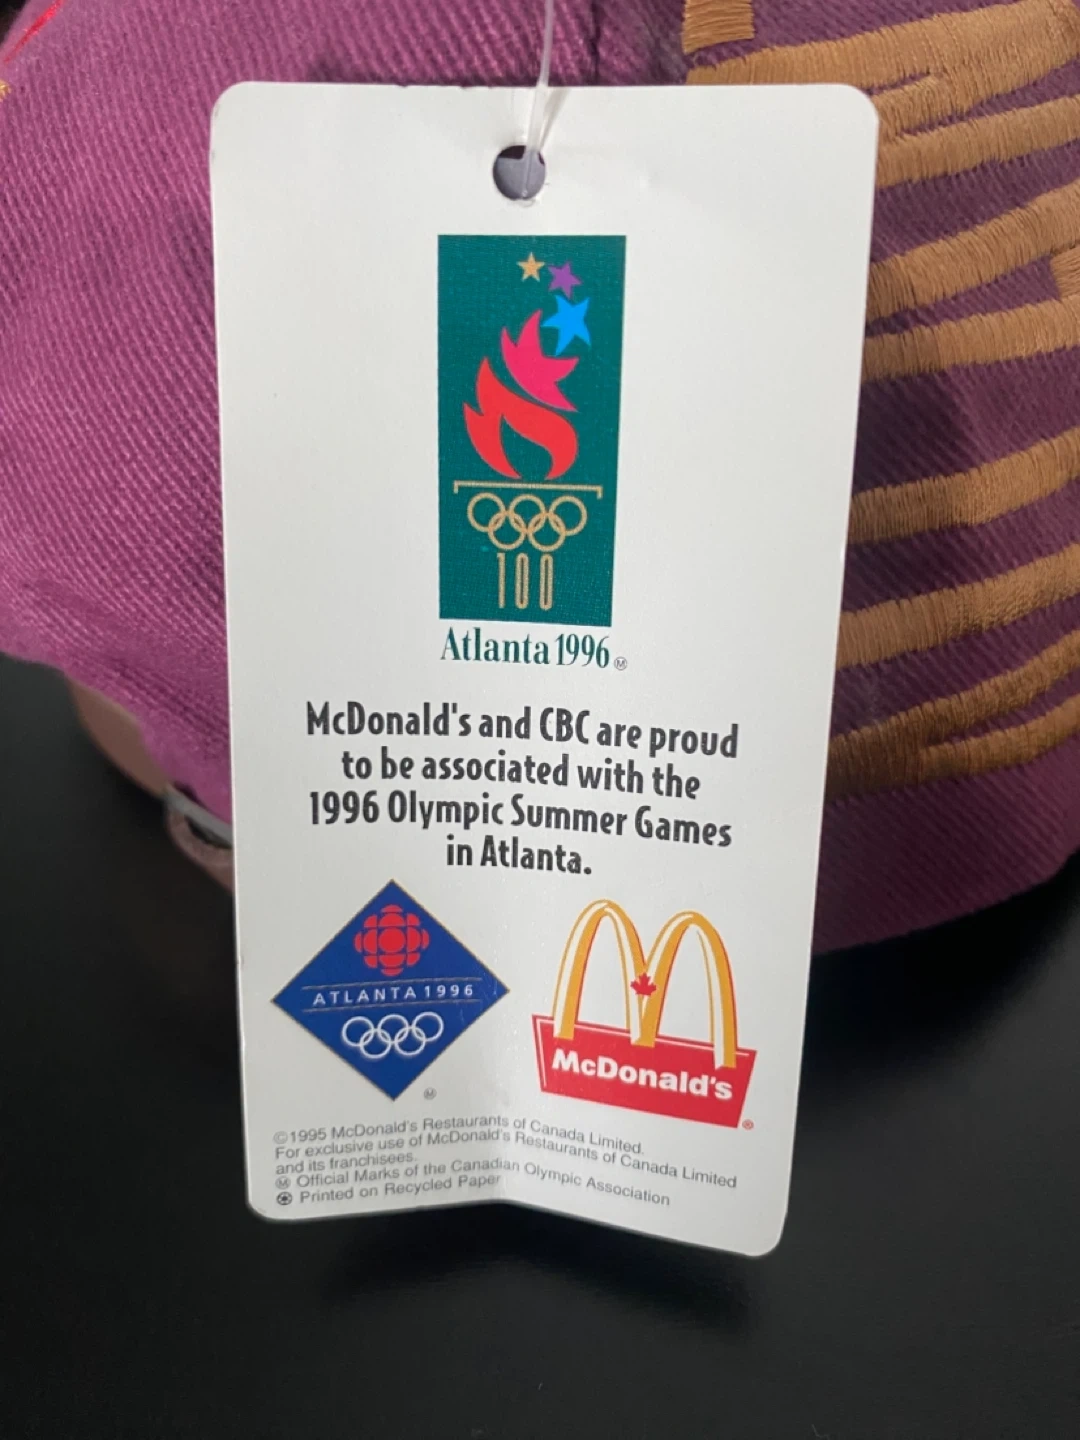 100
Atlanta 1996 Ⓜ
McDonald's and CBC are proud
to be associated with the
1996 Olympic Summer Games
in Atlanta.
ATLANTA 1996
Ⓜ
McDonald's ®
©1995 McDonald's Restaurants of Canada Limited.
For exclusive use of McDonald's Restaurants of Canada Limited
and its franchisees.
Ⓜ Official Marks of the Canadian Olympic Association
Printed on Recycled Paper